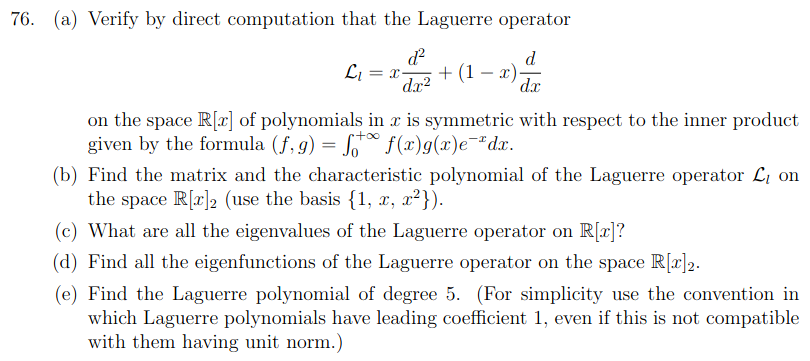 76. (a) Verify by direct computation that the Laguerre operator
$$\mathcal{L}_l = x\frac{d^2}{dx^2} + (1 - x)\frac{d}{dx}$$
on the space $\mathbb{R}[x]$ of polynomials in $x$ is symmetric with respect to the inner product
given by the formula $(f, g) = \int_0^{+\infty} f(x)g(x)e^{-x}dx$.
(b) Find the matrix and the characteristic polynomial of the Laguerre operator $\mathcal{L}_l$ on
the space $\mathbb{R}[x]_2$ (use the basis $\{1, x, x^2\}$).
(c) What are all the eigenvalues of the Laguerre operator on $\mathbb{R}[x]$?
(d) Find all the eigenfunctions of the Laguerre operator on the space $\mathbb{R}[x]_2$.
(e) Find the Laguerre polynomial of degree 5. (For simplicity use the convention in
which Laguerre polynomials have leading coefficient 1, even if this is not compatible
with them having unit norm.)